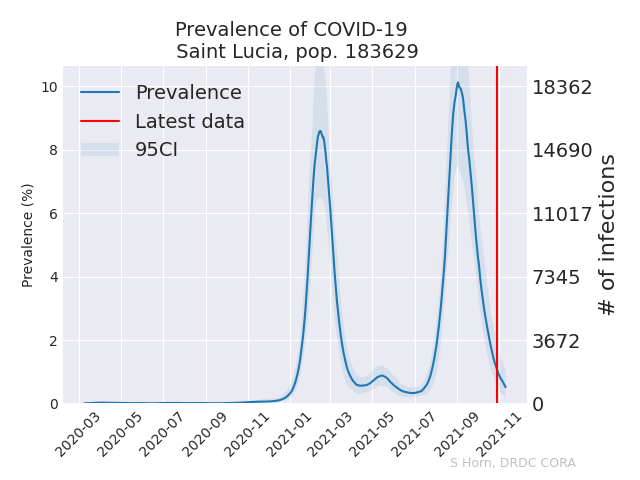 Prevalence of COVID-19
Saint Lucia, pop. 183629
Prevalence
Latest data
95CI
Prevalence (%)
10
8
6
4
2
0
18362
14690
11017
7345
3672
0
# of infections
2020-03
2020-05
2020-07
2020-09
2020-11
2021-01
2021-03
2021-05
2021-07
2021-09
2021-11
S Horn, DRDC CORA